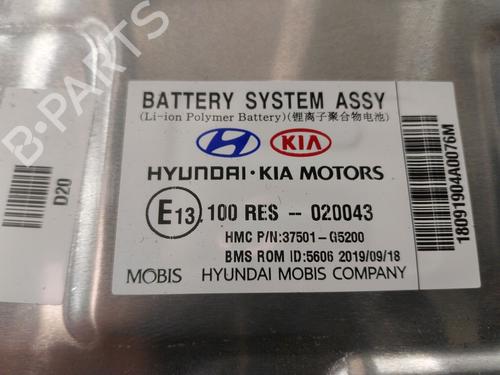 B-PARTS
BATTERY SYSTEM ASSY
(Li-ion Polymer Battery)(锂离子聚合物电池)
HYUNDAI KIA
HYUNDAI·KIA MOTORS
E13 100 RES -- 020043
HMC P/N:37501-G5200
BMS ROM ID:5606 2019/09/18
MOBIS HYUNDAI MOBIS COMPANY
D20
18091904A0076M